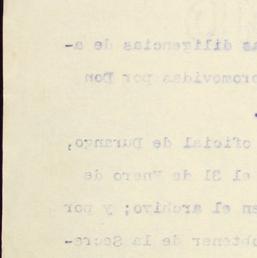 as diligencias de a-
promovidas por Don
oficial de Durango,
el 31 de Enero de
en el archivo; y por
obtener de la Secre-